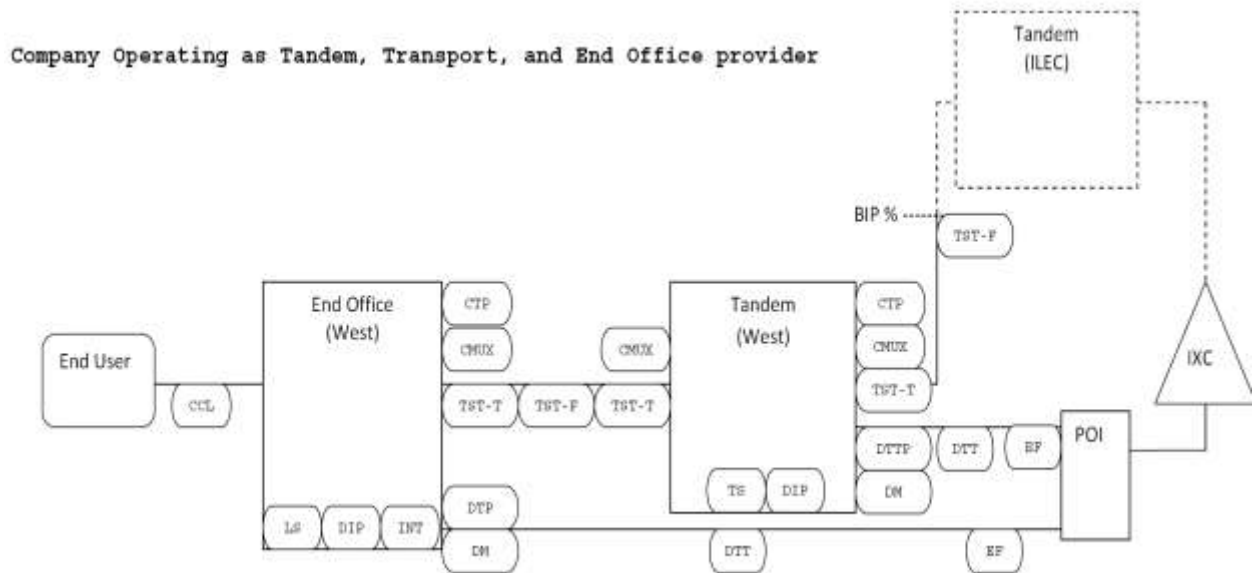 Company Operating as Tandem, Transport, and End Office provider
Tandem
(ILEC)
BIP %
TST-F
End Office
(West)
CTP
Tandem
(West)
CTP
End User
CMUX
CMUX
CMUX
IXC
CCL
TST-T
TST-F
TST-T
TST-T
POI
DTTP
DTT
EF
TS
DIP
DM
LS
DIP
INT
DTP
DM
DTT
EF